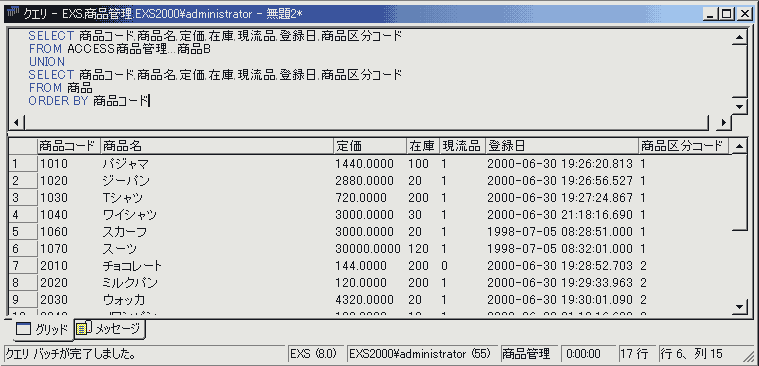 クエリ - EXS.商品管理.EXS2000¥administrator - 無題2*
SELECT 商品コード,商品名,定価,在庫,現流品,登録日,商品区分コード
FROM ACCESS商品管理...商品B
UNION
SELECT 商品コード,商品名,定価,在庫,現流品,登録日,商品区分コード
FROM 商品
ORDER BY 商品コード
商品コード 商品名 定価 在庫 現流品 登録日 商品区分コード
1 1010 パジャマ 1440.0000 100 1 2000-06-30 19:26:20.813 1
2 1020 ジーパン 2880.0000 20 1 2000-06-30 19:26:56.527 1
3 1030 Tシャツ 720.0000 200 1 2000-06-30 19:27:24.867 1
4 1040 ワイシャツ 3000.0000 30 1 2000-06-30 21:18:16.690 1
5 1060 スカーフ 3000.0000 20 1 1998-07-05 08:28:51.000 1
6 1070 スーツ 30000.0000 120 1 1998-07-05 08:32:01.000 1
7 2010 チョコレート 144.0000 200 0 2000-06-30 19:28:52.703 2
8 2020 ミルクパン 120.0000 200 1 2000-06-30 19:29:33.963 2
9 2030 ウォッカ 4320.0000 20 1 2000-06-30 19:30:01.090 2
グリッド メッセージ
クエリ バッチが完了しました。 EXS (8.0) EXS2000¥administrator (55) 商品管理 0:00:00 17 行 行 6、列 15